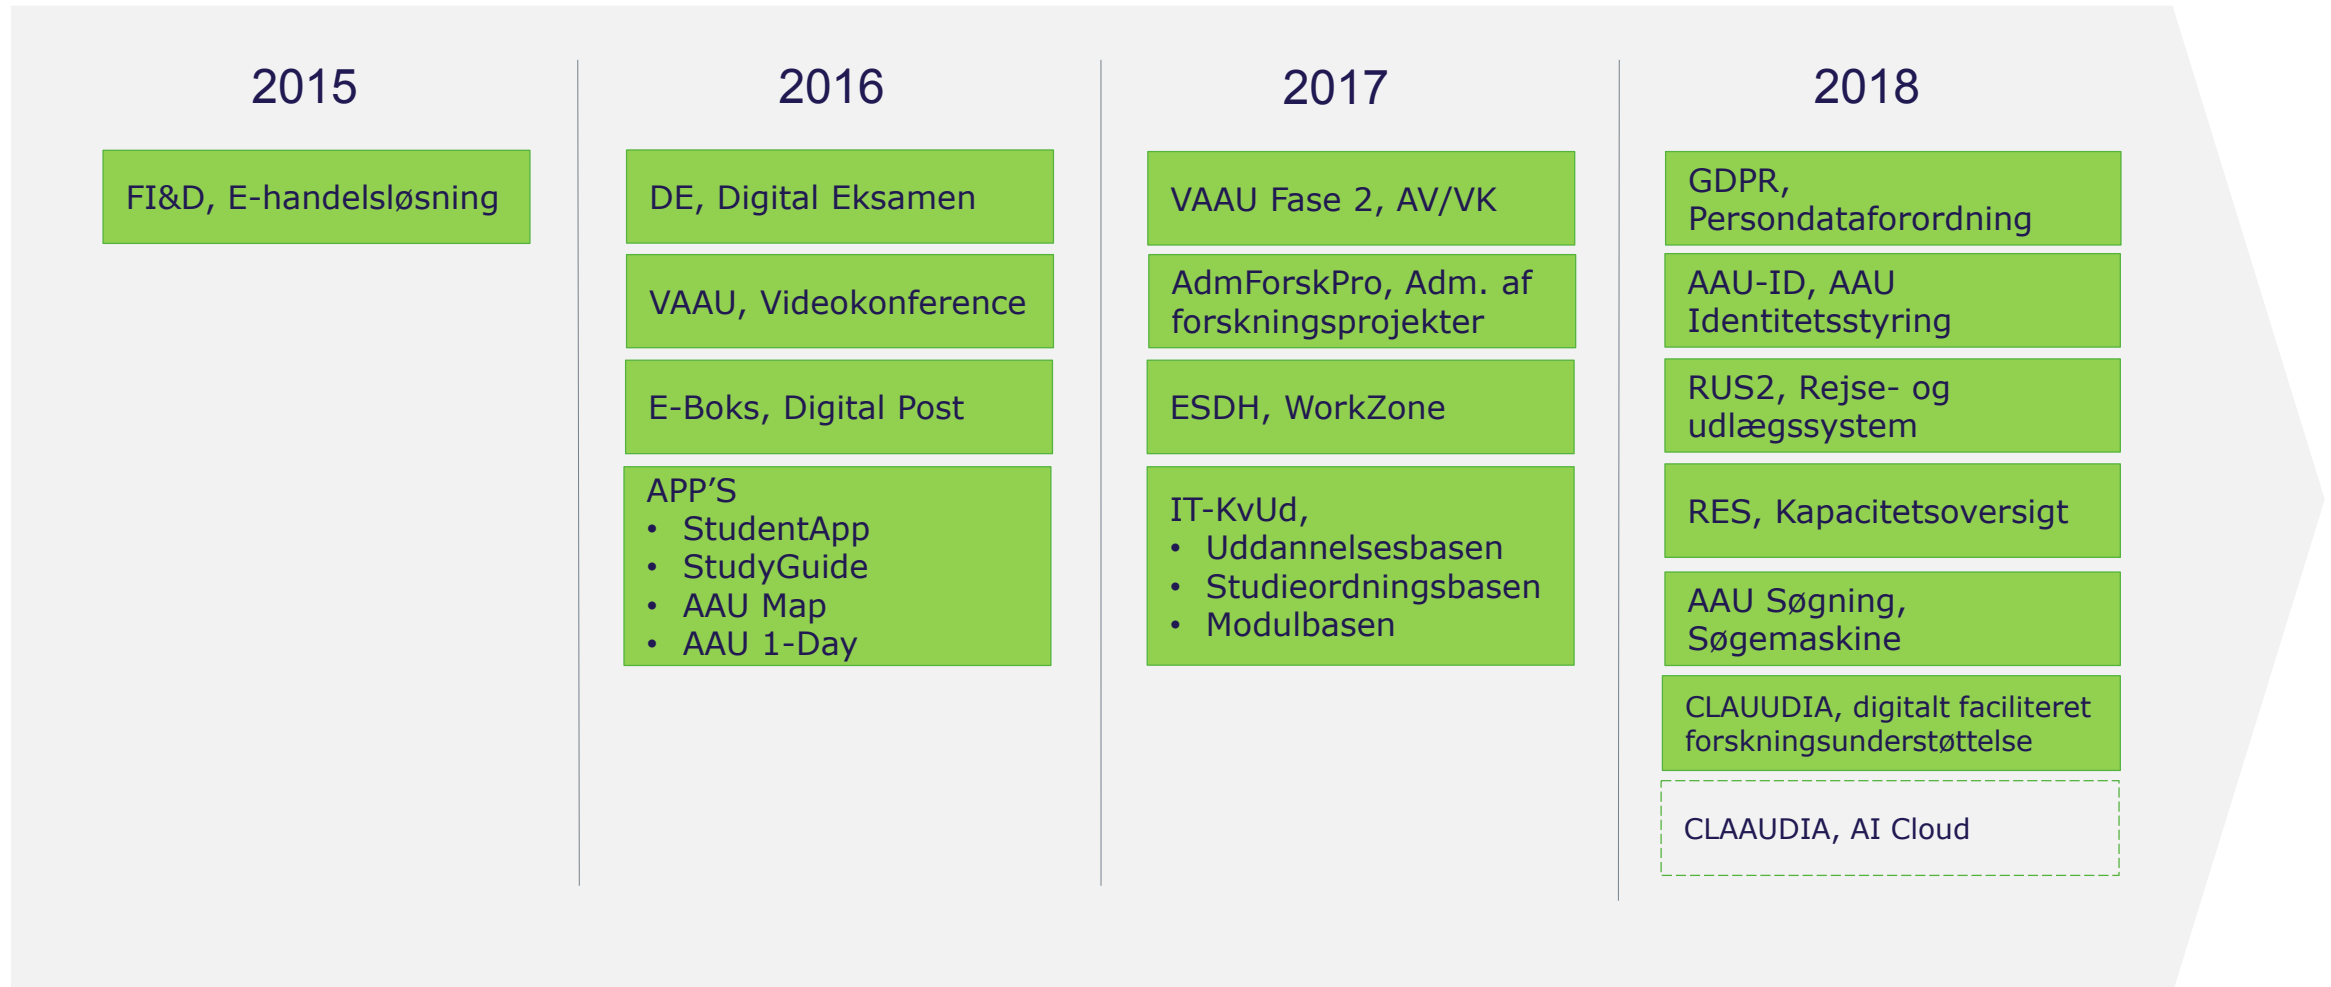 2015
FI&D, E-handelsløsning
2016
DE, Digital Eksamen
VAAU, Videokonference
E-Boks, Digital Post
APP’S
• StudentApp
• StudyGuide
• AAU Map
• AAU 1-Day
2017
VAAU Fase 2, AV/VK
AdmForskPro, Adm. af
forskningsprojekter
ESDH, WorkZone
IT-KvUd,
• Uddannelsesbasen
• Studieordningsbasen
• Modulbasen
2018
GDPR,
Persondataforordning
AAU-ID, AAU
Identitetsstyring
RUS2, Rejse- og
udlægssystem
RES, Kapacitetsoversigt
AAU Søgning,
Søgemaskine
CLAUUDIA, digitalt faciliteret
forskningsunderstøttelse
CLAAUDIA, AI Cloud